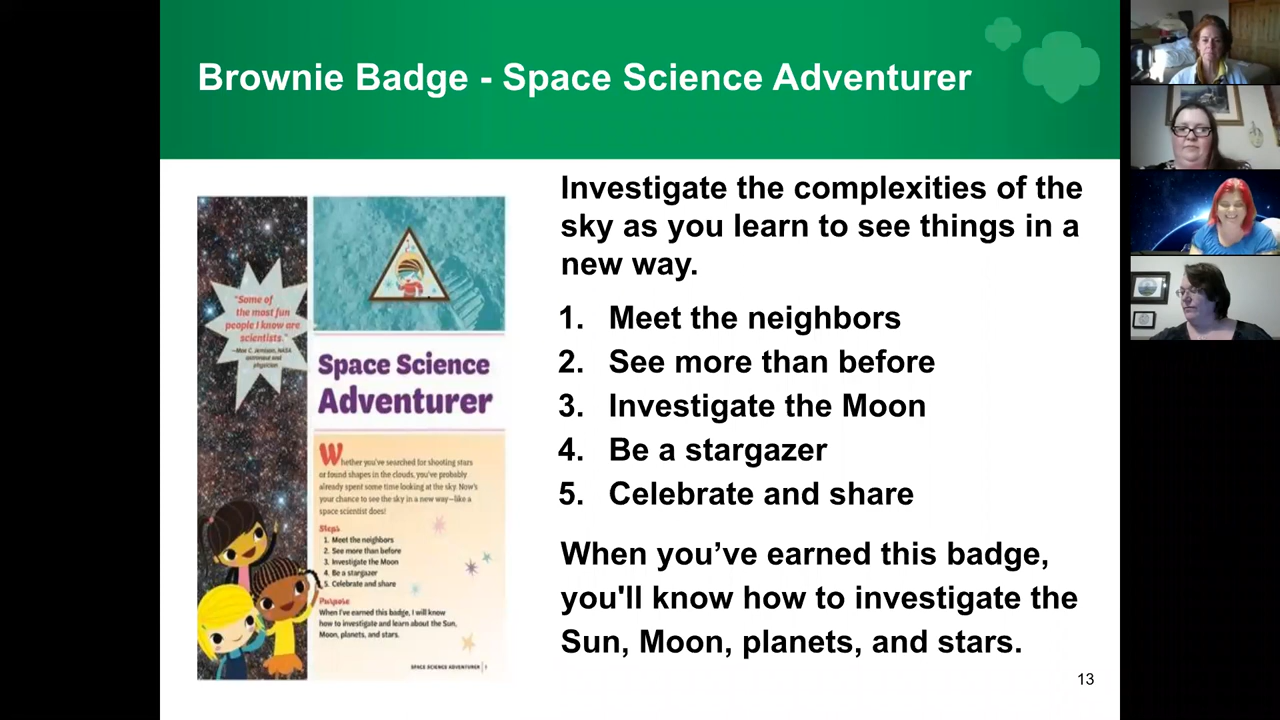 Brownie Badge - Space Science Adventurer
"Some of
the most fun
people I know are
scientists."
—Mae C. Jemison, NASA
astronaut and
physician
Space Science
Adventurer
Whether you've searched for shooting stars
or found shapes in the clouds, you've probably
already spent some time looking at the sky. Now's
your chance to see the sky in a new way—like a
space scientist does!
Steps
1. Meet the neighbors
2. See more than before
3. Investigate the Moon
4. Be a stargazer
5. Celebrate and share
Purpose
When I've earned this badge, I will know
how to investigate and learn about the Sun,
Moon, planets, and stars.
SPACE SCIENCE ADVENTURER | 1
Investigate the complexities of the
sky as you learn to see things in a
new way.
1. Meet the neighbors
2. See more than before
3. Investigate the Moon
4. Be a stargazer
5. Celebrate and share
When you’ve earned this badge,
you'll know how to investigate the
Sun, Moon, planets, and stars.
13